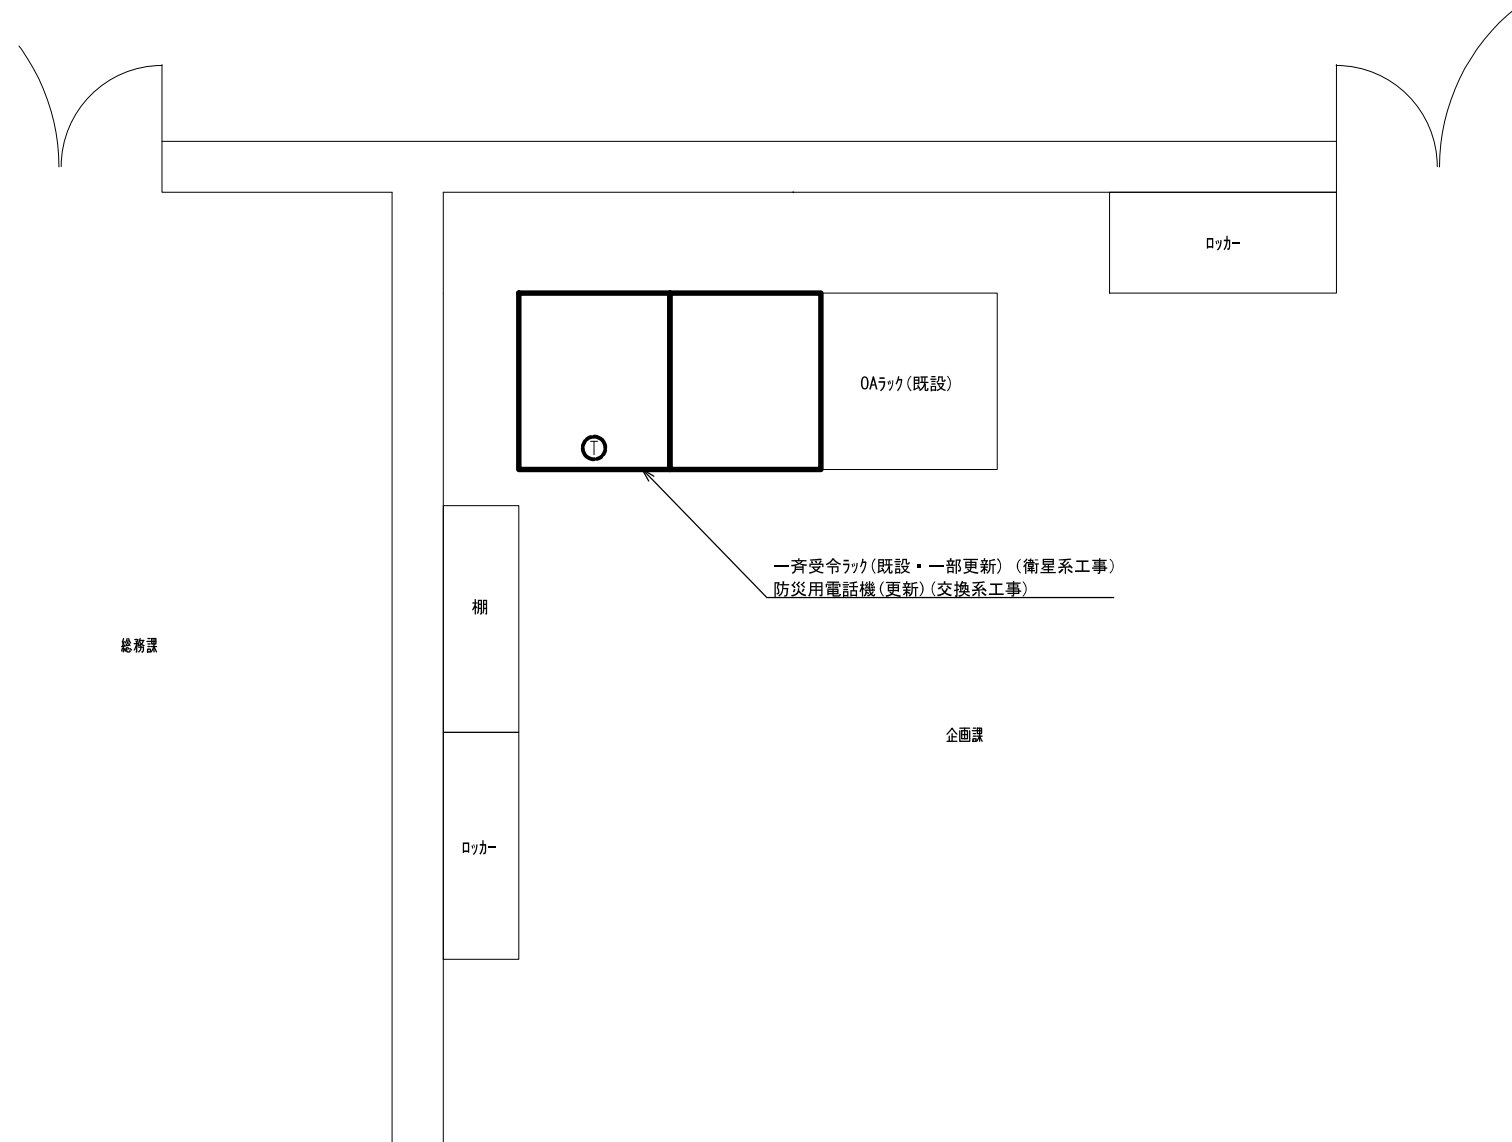 ﾛｯｶｰ
OAﾗｯｸ(既設)
T
一斉受令ﾗｯｸ(既設・一部更新) (衛星系工事)
防災用電話機(更新)(交換系工事)
棚
総務課
企画課
ﾛｯｶｰ